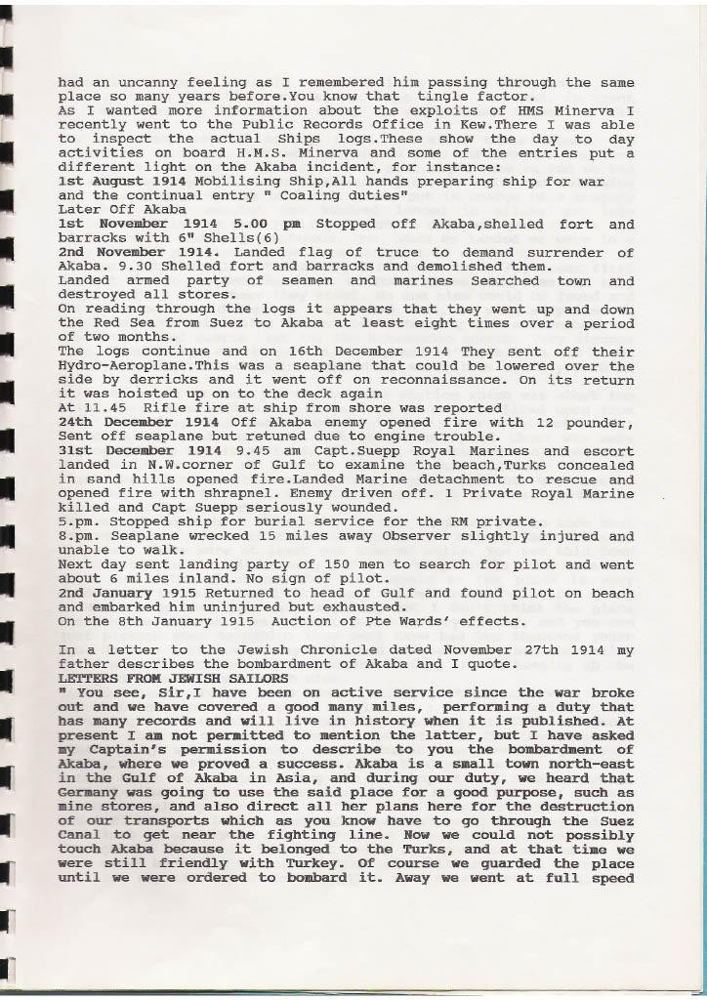 had an uncanny feeling as I remembered him passing through the same
place so many years before.You know that tingle factor.
As I wanted more information about the exploits of HMS Minerva I
recently went to the Public Records Office in Kew.There I was able
to inspect the actual Ships logs.These show the day to day
activities on board H.M.S. Minerva and some of the entries put a
different light on the Akaba incident, for instance:
1st August 1914 Mobilising Ship,All hands preparing ship for war
and the continual entry " Coaling duties"
Later Off Akaba
1st November 1914 5.00 pm Stopped off Akaba,shelled fort and
barracks with 6" Shells(6)
2nd November 1914. Landed flag of truce to demand surrender of
Akaba. 9.30 Shelled fort and barracks and demolished them.
Landed armed party of seamen and marines Searched town and
destroyed all stores.
On reading through the logs it appears that they went up and down
the Red Sea from Suez to Akaba at least eight times over a period
of two months.
The logs continue and on 16th December 1914 They sent off their
Hydro-Aeroplane.This was a seaplane that could be lowered over the
side by derricks and it went off on reconnaissance. On its return
it was hoisted up on to the deck again
At 11.45 Rifle fire at ship from shore was reported
24th December 1914 Off Akaba enemy opened fire with 12 pounder,
Sent off seaplane but retuned due to engine trouble.
31st December 1914 9.45 am Capt.Suepp Royal Marines and escort
landed in N.W.corner of Gulf to examine the beach,Turks concealed
in sand hills opened fire.Landed Marine detachment to rescue and
opened fire with shrapnel. Enemy driven off. 1 Private Royal Marine
killed and Capt Suepp seriously wounded.
5.pm. Stopped ship for burial service for the RM private.
8.pm. Seaplane wrecked 15 miles away Observer slightly injured and
unable to walk.
Next day sent landing party of 150 men to search for pilot and went
about 6 miles inland. No sign of pilot.
2nd January 1915 Returned to head of Gulf and found pilot on beach
and embarked him uninjured but exhausted.
On the 8th January 1915 Auction of Pte Wards' effects.
In a letter to the Jewish Chronicle dated November 27th 1914 my
father describes the bombardment of Akaba and I quote.
LETTERS FROM JEWISH SAILORS
" You see, Sir,I have been on active service since the war broke
out and we have covered a good many miles, performing a duty that
has many records and will live in history when it is published. At
present I am not permitted to mention the latter, but I have asked
my Captain's permission to describe to you the bombardment of
Akaba, where we proved a success. Akaba is a small town north-east
in the Gulf of Akaba in Asia, and during our duty, we heard that
Germany was going to use the said place for a good purpose, such as
mine stores, and also direct all her plans here for the destruction
of our transports which as you know have to go through the Suez
Canal to get near the fighting line. Now we could not possibly
touch Akaba because it belonged to the Turks, and at that time we
were still friendly with Turkey. Of course we guarded the place
until we were ordered to bombard it. Away we went at full speed